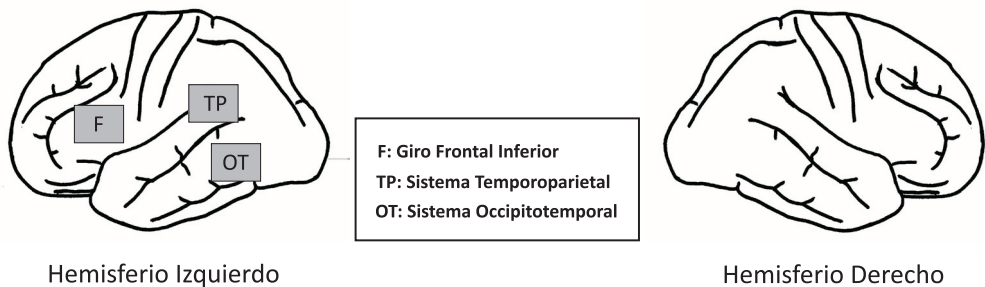 F
TP
OT
F: Giro Frontal Inferior
TP: Sistema Temporoparietal
OT: Sistema Occipitotemporal
Hemisferio Izquierdo
Hemisferio Derecho